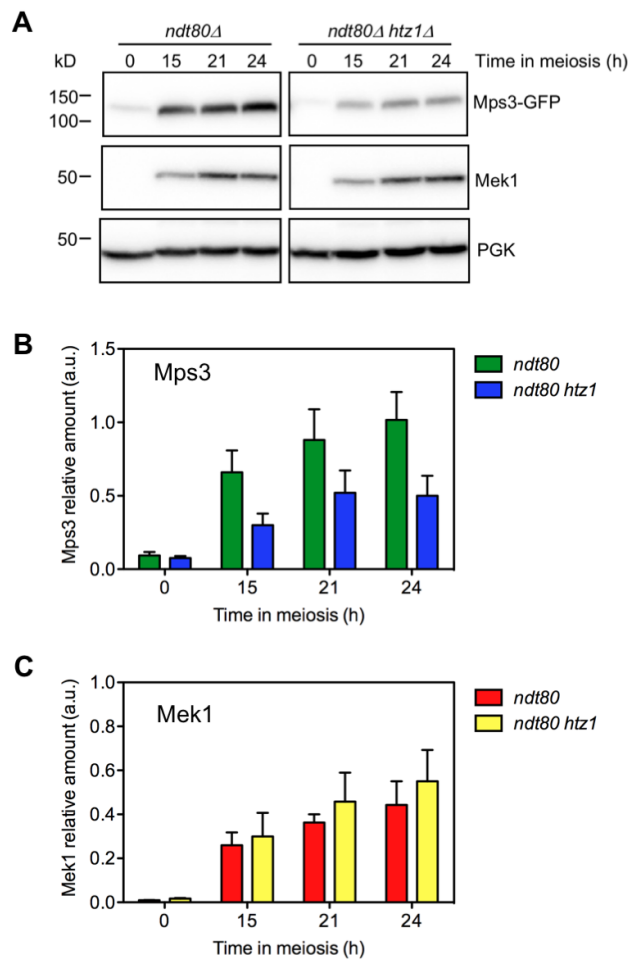 A
ndt80Δ ndt80Δ htz1Δ
kD 0 15 21 24 0 15 21 24 Time in meiosis (h)
150
100
Mps3-GFP
50
Mek1
50
PGK
B
Mps3
Mps3 relative amount (a.u.)
1.5
1.0
0.5
0.0
0 15 21 24
Time in meiosis (h)
ndt80
ndt80 htz1
C
Mek1
Mek1 relative amount (a.u.)
1.0
0.8
0.6
0.4
0.2
0.0
0 15 21 24
Time in meiosis (h)
ndt80
ndt80 htz1